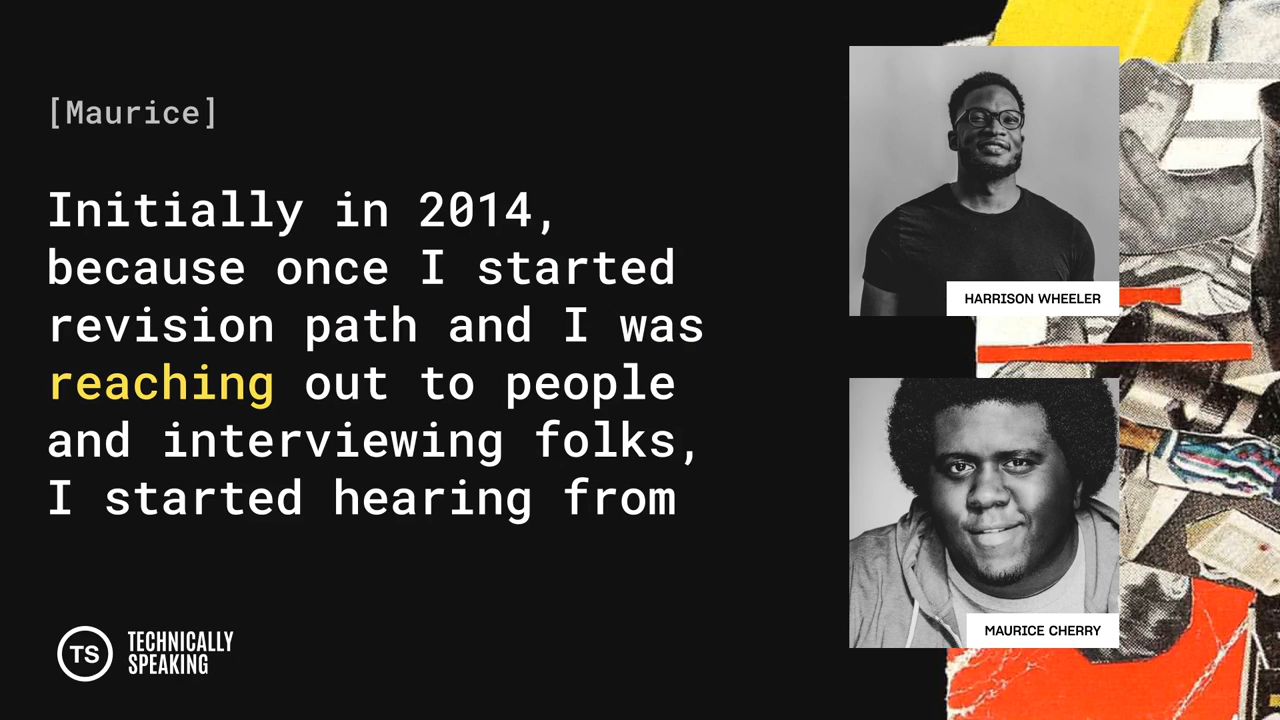 [Maurice]
Initially in 2014,
because once I started
revision path and I was
reaching out to people
and interviewing folks,
I started hearing from
TS
TECHNICALLY
SPEAKING
HARRISON WHEELER
MAURICE CHERRY